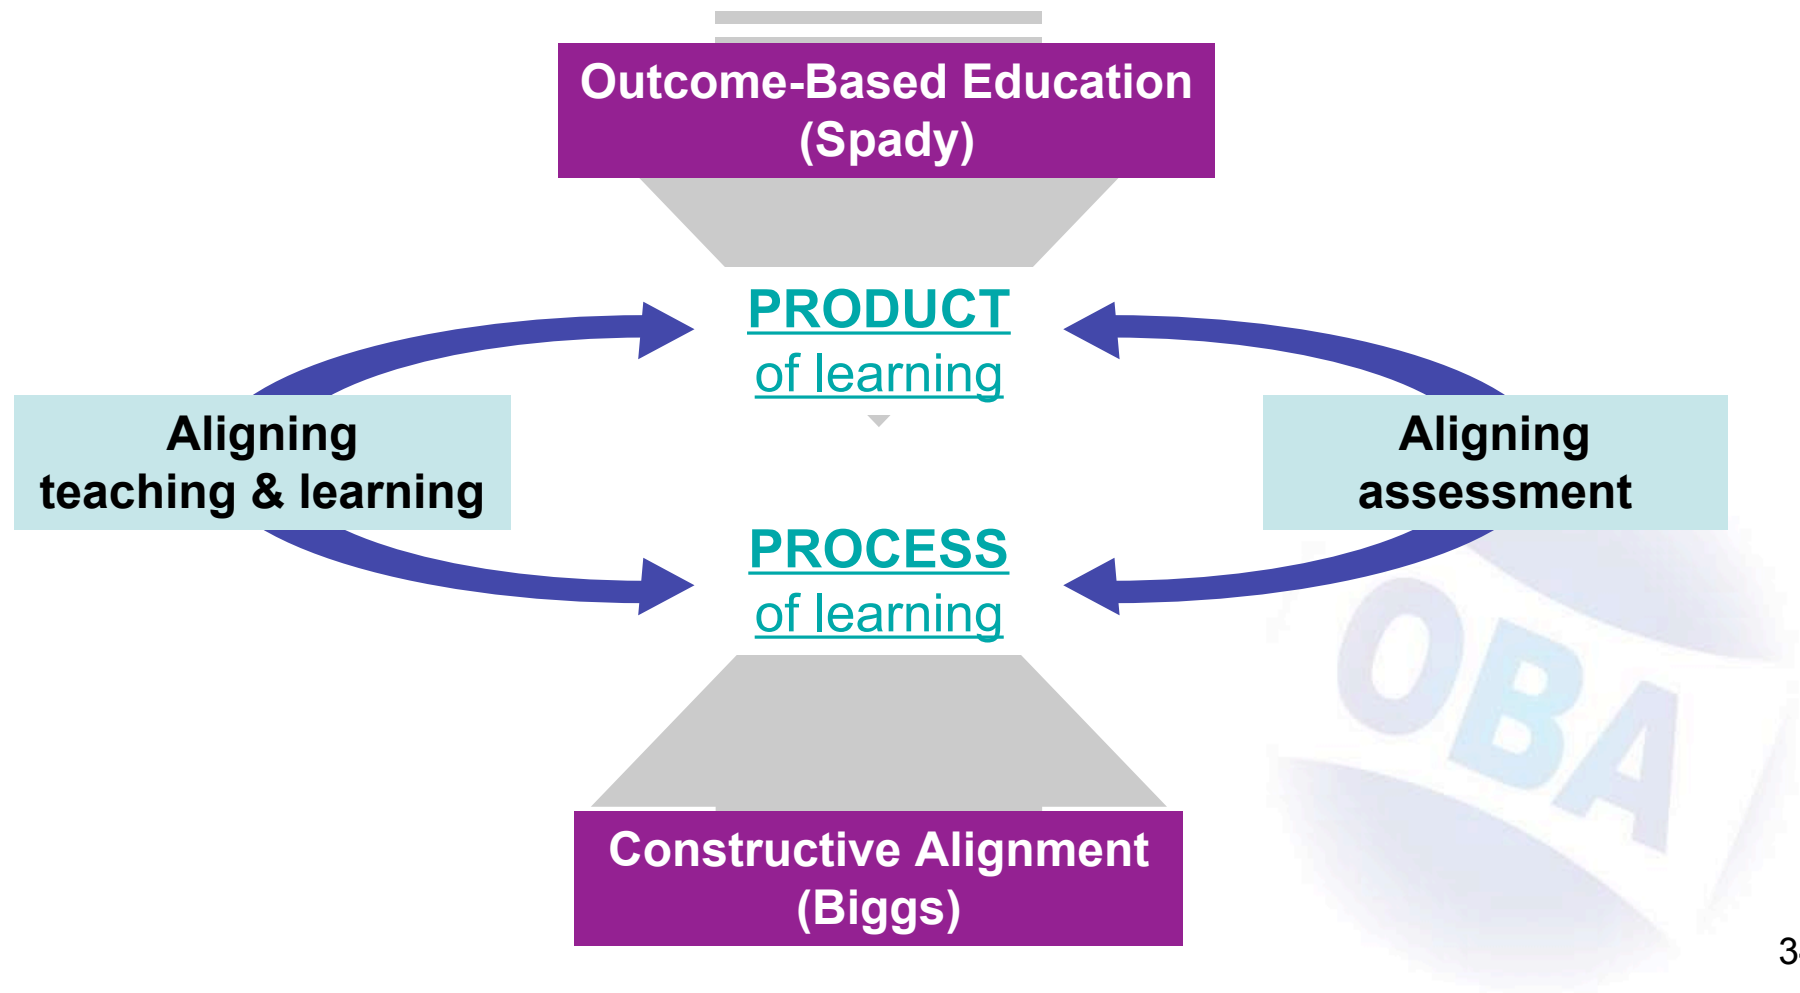 Outcome-Based Education
(Spady)
PRODUCT
of learning
Aligning
teaching & learning
Aligning
assessment
PROCESS
of learning
OBA
Constructive Alignment
(Biggs)